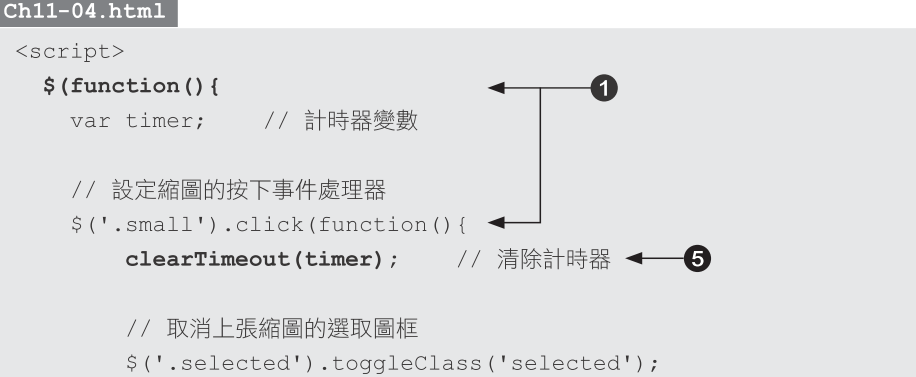 Ch11-04.html
<script>
$(function(){ ❶
var timer; // 計時器變數
// 設定縮圖的按下事件處理器
$('.small').click(function(){
clearTimeout(timer); // 清除計時器 ❺
// 取消上張縮圖的選取圖框
$('.selected').toggleClass('selected');